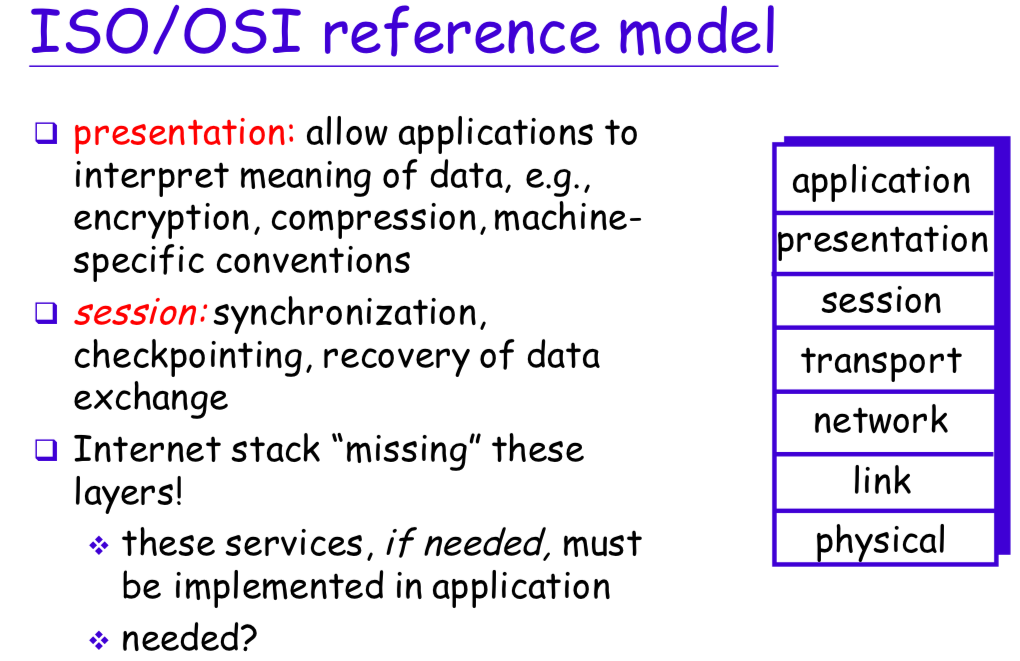 ISO/OSI reference model
presentation: allow applications to
interpret meaning of data, e.g.,
encryption, compression, machine-
specific conventions
session: synchronization,
checkpointing, recovery of data
exchange
Internet stack “missing” these
layers!
these services, if needed, must
be implemented in application
needed?
application
presentation
session
transport
network
link
physical